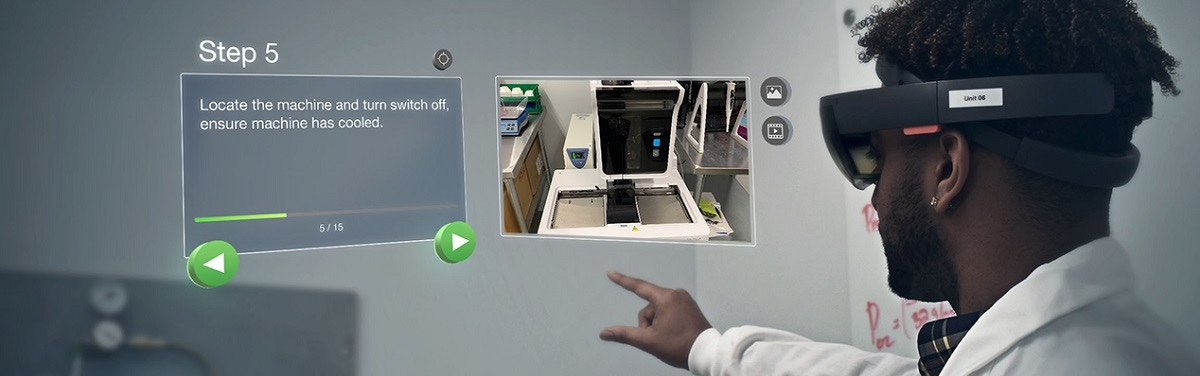 Step 5
Locate the machine and turn switch off,
ensure machine has cooled.
5 / 15
Unit 06